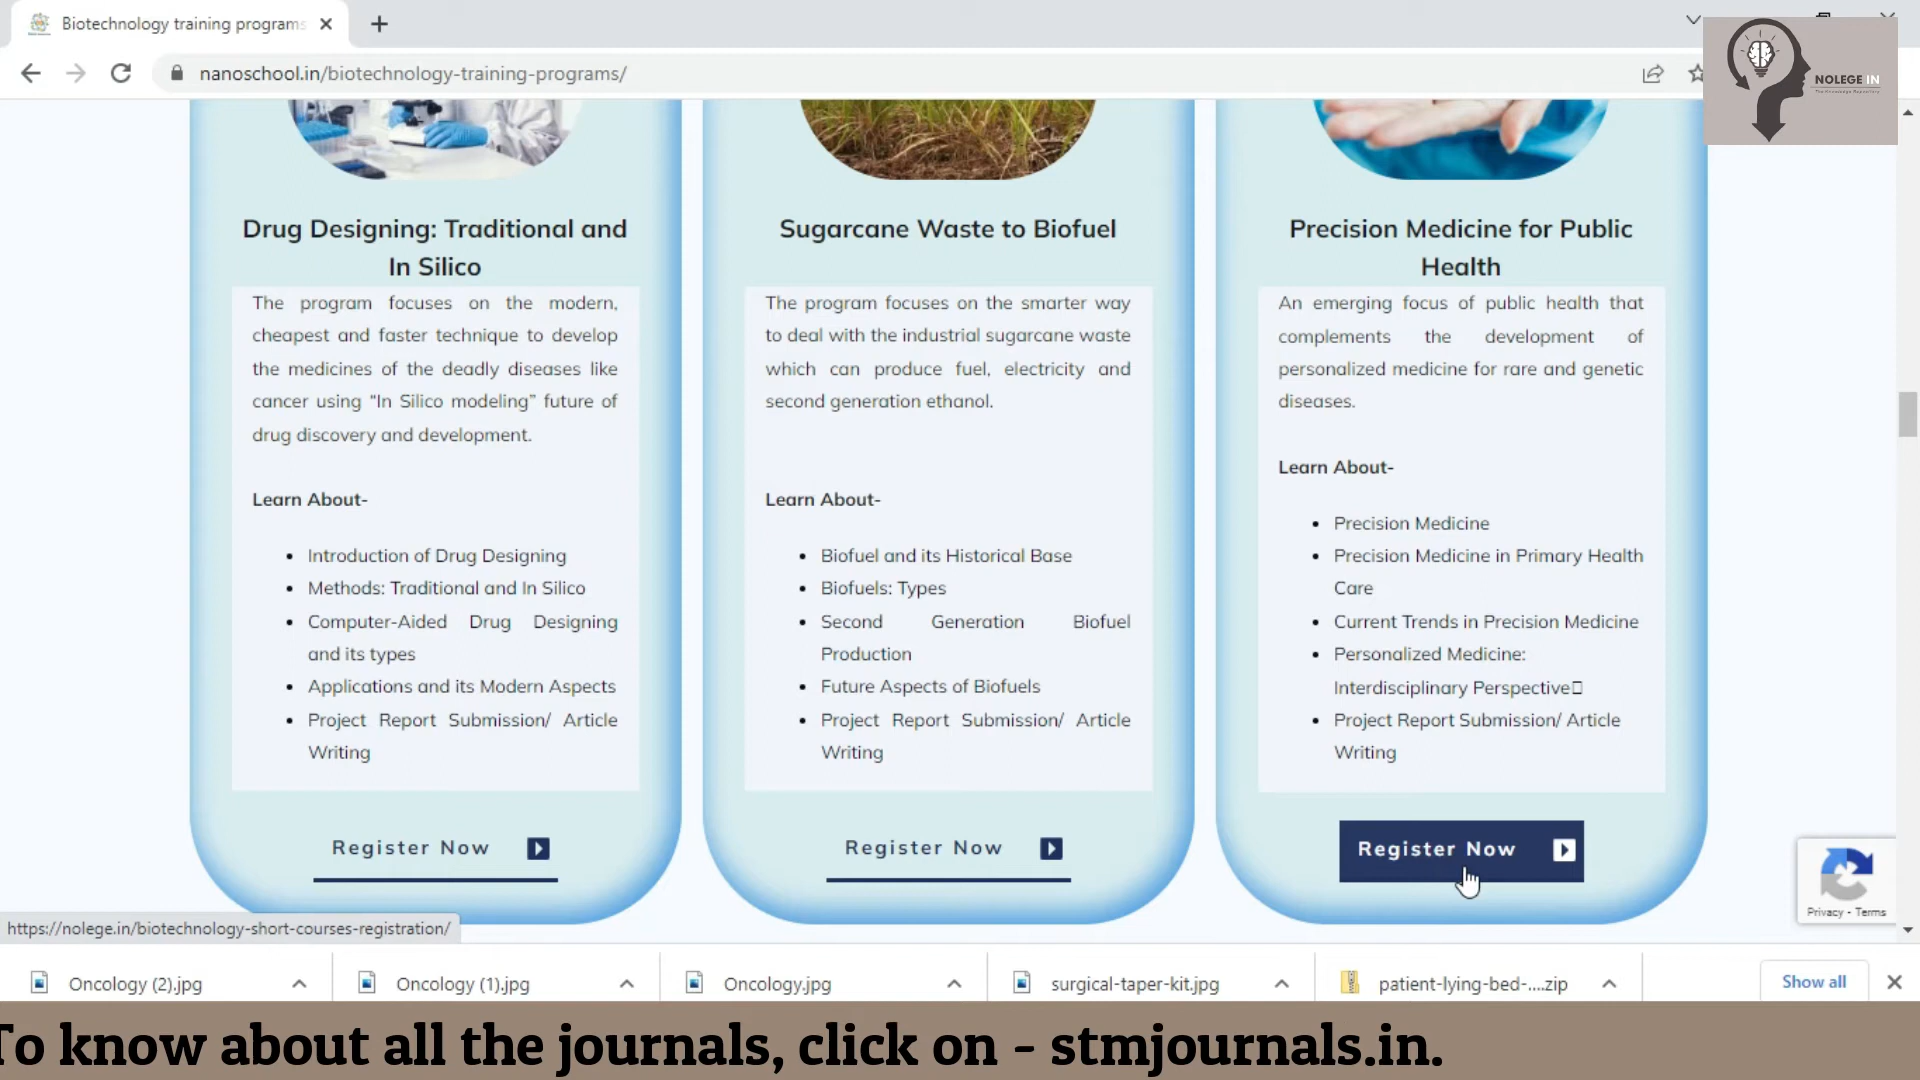 Biotechnology training programs
nanoschool.in/biotechnology-training-programs/
NOLEGE IN
The Knowledge Repository
Drug Designing: Traditional and
In Silico
The program focuses on the modern,
cheapest and faster technique to develop
the medicines of the deadly diseases like
cancer using “In Silico modeling” future of
drug discovery and development.
Learn About-
Introduction of Drug Designing
Methods: Traditional and In Silico
Computer-Aided Drug Designing
and its types
Applications and its Modern Aspects
Project Report Submission/ Article
Writing
Register Now
Sugarcane Waste to Biofuel
The program focuses on the smarter way
to deal with the industrial sugarcane waste
which can produce fuel, electricity and
second generation ethanol.
Learn About-
Biofuel and its Historical Base
Biofuels: Types
Second Generation Biofuel
Production
Future Aspects of Biofuels
Project Report Submission/ Article
Writing
Register Now
Precision Medicine for Public
Health
An emerging focus of public health that
complements the development of
personalized medicine for rare and genetic
diseases.
Learn About-
Precision Medicine
Precision Medicine in Primary Health
Care
Current Trends in Precision Medicine
Personalized Medicine:
Interdisciplinary Perspective
Project Report Submission/ Article
Writing
Register Now
Privacy - Terms
https://nolege.in/biotechnology-short-courses-registration/
Oncology (2).jpg
Oncology (1).jpg
Oncology.jpg
surgical-taper-kit.jpg
patient-lying-bed-....zip
Show all
To know about all the journals, click on - stmjournals.in.